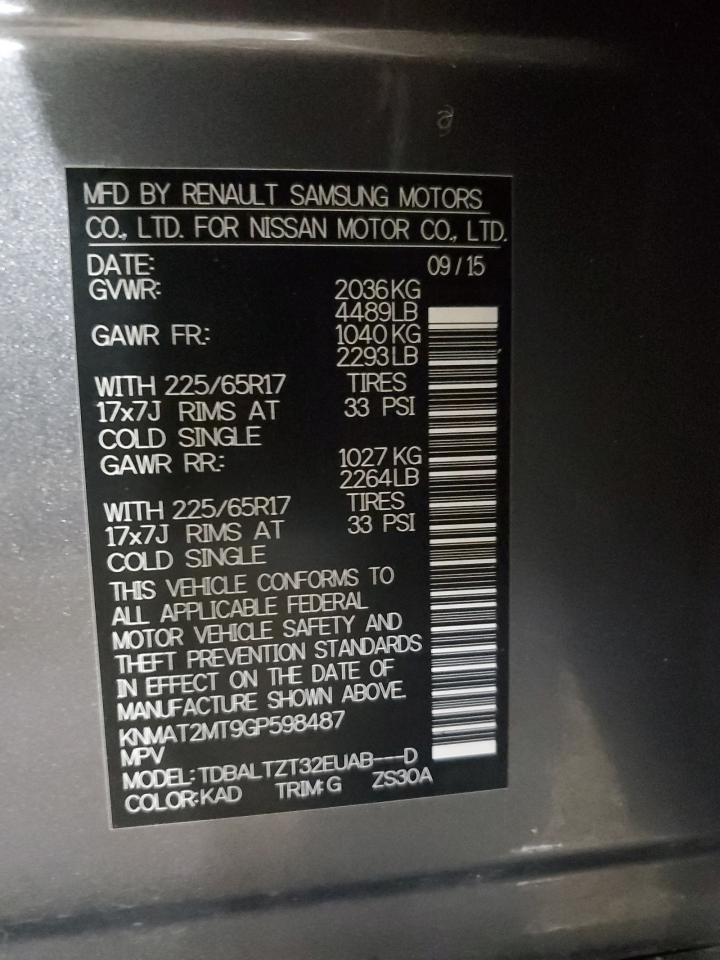 MFD BY RENAULT SAMSUNG MOTORS
CO., LTD. FOR NISSAN MOTOR CO., LTD.
DATE: 09/15
GVWR: 2036KG
4489LB
GAWR FR.: 1040KG
2293LB
WITH 225/65R17 TIRES
17x7J RIMS AT 33 PSI
COLD SINGLE
GAWR RR.: 1027KG
2264LB
WITH 225/65R17 TIRES
17x7J RIMS AT 33 PSI
COLD SINGLE
THIS VEHICLE CONFORMS TO
ALL APPLICABLE FEDERAL
MOTOR VEHICLE SAFETY AND
THEFT PREVENTION STANDARDS
IN EFFECT ON THE DATE OF
MANUFACTURE SHOWN ABOVE.
KNMAT2MT9GP598487
MPV
MODEL: TDBALTZT32EUAB---D
COLOR: KAD TRIM: G ZS30A